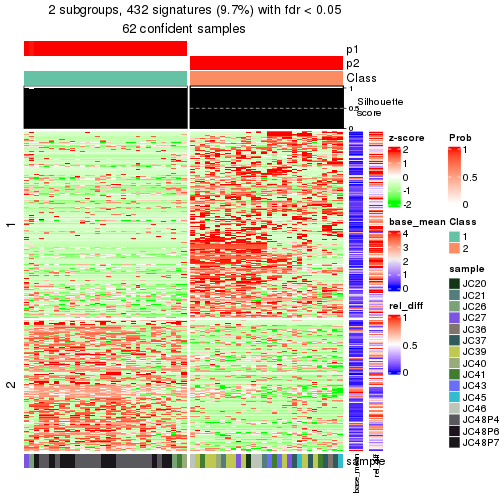 2 subgroups, 432 signatures (9.7%) with fdr < 0.05
62 confident samples
p1
p2
Class
1
0.5
0
Silhouette
score
1
2
z-score
2
1
0
-1
-2
Prob
1
0.5
0
base_mean
4
3
2
1
0
Class
1
2
rel_diff
1
0.5
0
sample
JC20
JC21
JC26
JC27
JC36
JC37
JC39
JC40
JC41
JC43
JC45
JC46
JC48P4
JC48P6
JC48P7
sample
base_mean